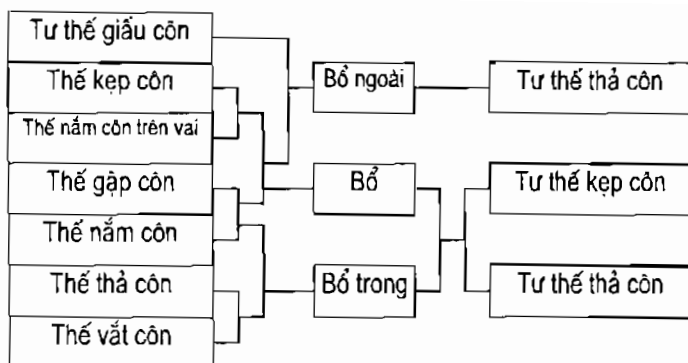 Tư thế giấu côn
Thế kẹp côn
Thế nắm côn trên vai
Thế gập côn
Thế nắm côn
Thế thả côn
Thế vắt côn
Bổ ngoài
Bổ
Bổ trong
Tư thế thả côn
Tư thế kẹp côn
Tư thế thả côn